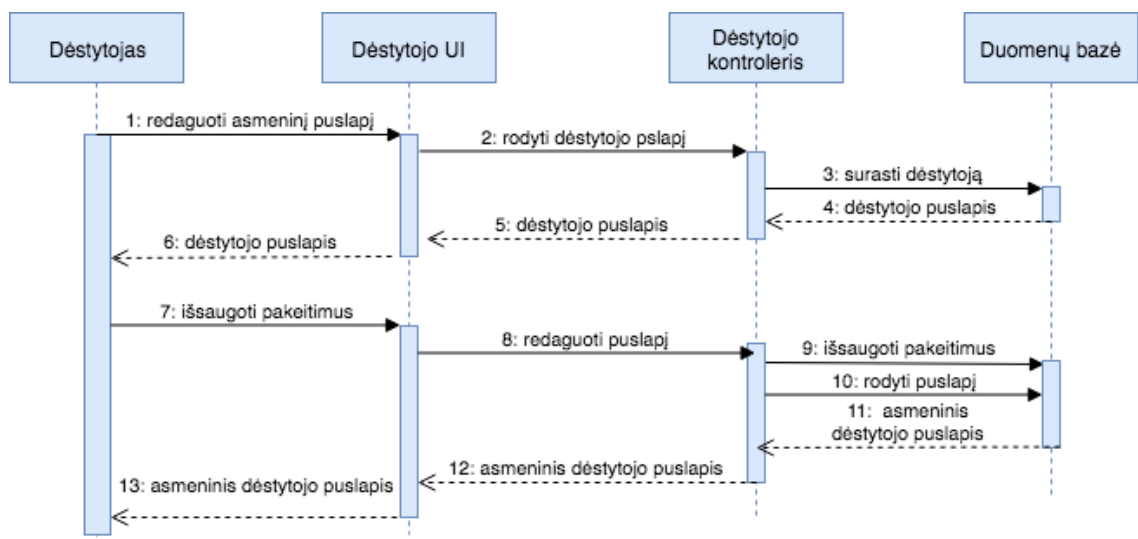 Dėstytojas
Dėstytojo UI
Dėstytojo
kontroleris
Duomenų bazė
1: redaguoti asmeninį puslapį
2: rodyti dėstytojo pslapį
3: surasti dėstytoją
4: dėstytojo puslapis
5: dėstytojo puslapis
6: dėstytojo puslapis
7: išsaugoti pakeitimus
8: redaguoti puslapį
9: išsaugoti pakeitimus
10: rodyti puslapį
11: asmeninis
dėstytojo puslapis
12: asmeninis dėstytojo puslapis
13: asmeninis dėstytojo puslapis